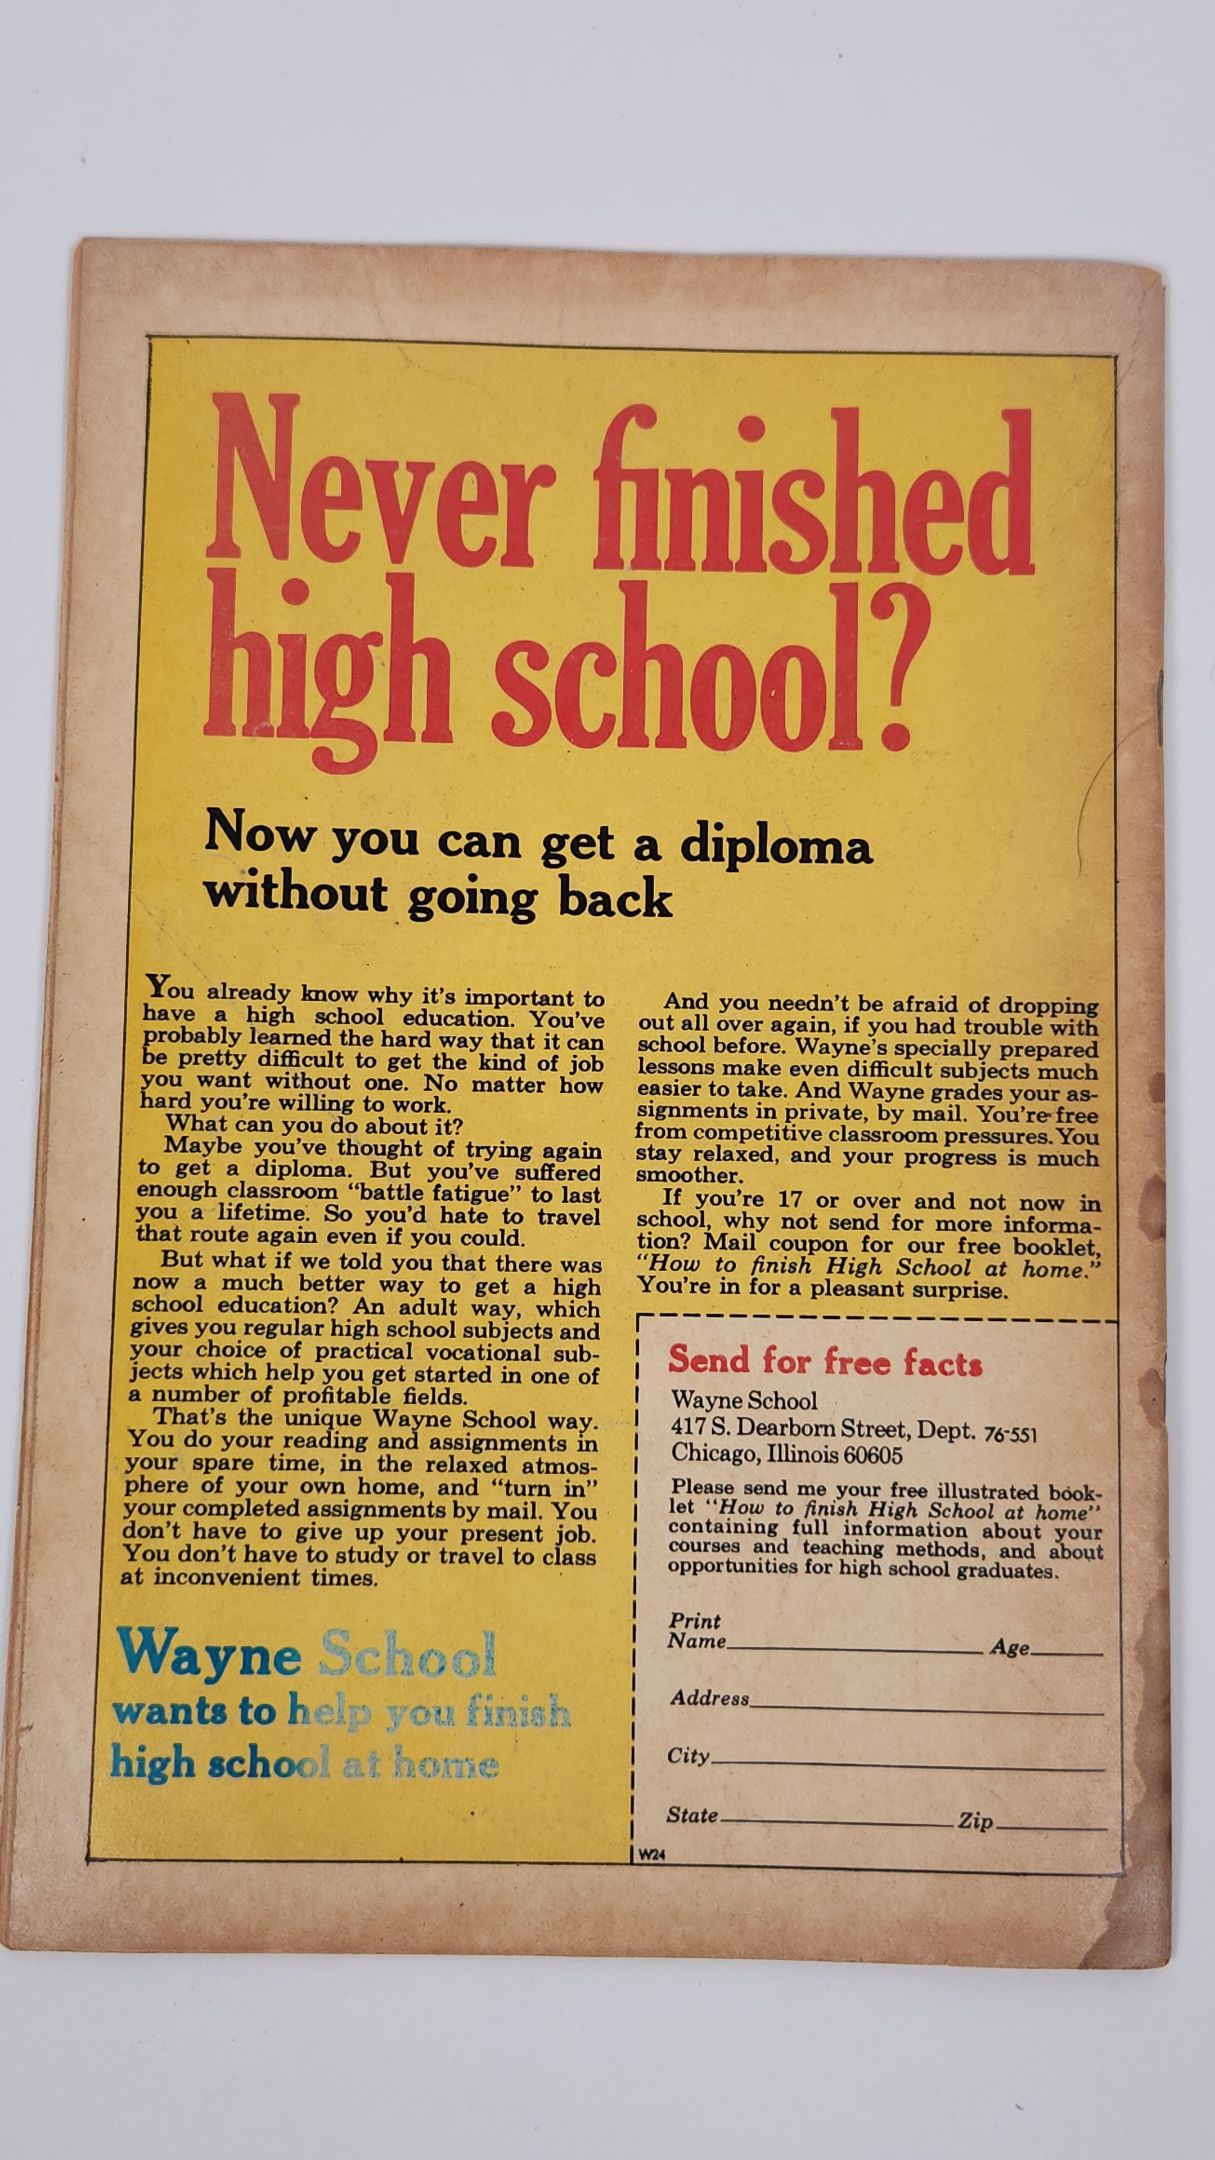 Never finished
high school?
Now you can get a diploma
without going back
You already know why it's important to
have a high school education. You've
probably learned the hard way that it can
be pretty difficult to get the kind of job
you want without one. No matter how
hard you're willing to work.
What can you do about it?
Maybe you've thought of trying again
to get a diploma. But you've suffered
enough classroom "battle fatigue" to last
you a lifetime. So you'd hate to travel
that route again even if you could.
But what if we told you that there was
now a much better way to get a high
school education? An adult way, which
gives you regular high school subjects and
your choice of practical vocational sub-
jects which help you get started in one of
a number of profitable fields.
That's the unique Wayne School way.
You do your reading and assignments in
your spare time, in the relaxed atmos-
phere of your own home, and "turn in"
your completed assignments by mail. You
don't have to give up your present job.
You don't have to study or travel to class
at inconvenient times.
Wayne School
wants to help you finish
high school at home
And you needn't be afraid of dropping
out all over again, if you had trouble with
school before. Wayne's specially prepared
lessons make even difficult subjects much
easier to take. And Wayne grades your as-
signments in private, by mail. You're free
from competitive classroom pressures. You
stay relaxed, and your progress is much
smoother.
If you're 17 or over and not now in
school, why not send for more informa-
tion? Mail coupon for our free booklet,
"How to finish High School at home."
You're in for a pleasant surprise.
Send for free facts
Wayne School
417 S. Dearborn Street, Dept. 76-551
Chicago, Illinois 60605
Please send me your free illustrated book-
let "How to finish High School at home"
containing full information about your
courses and teaching methods, and about
opportunities for high school graduates.
Print
Name Age
Address
City
State Zip
W24